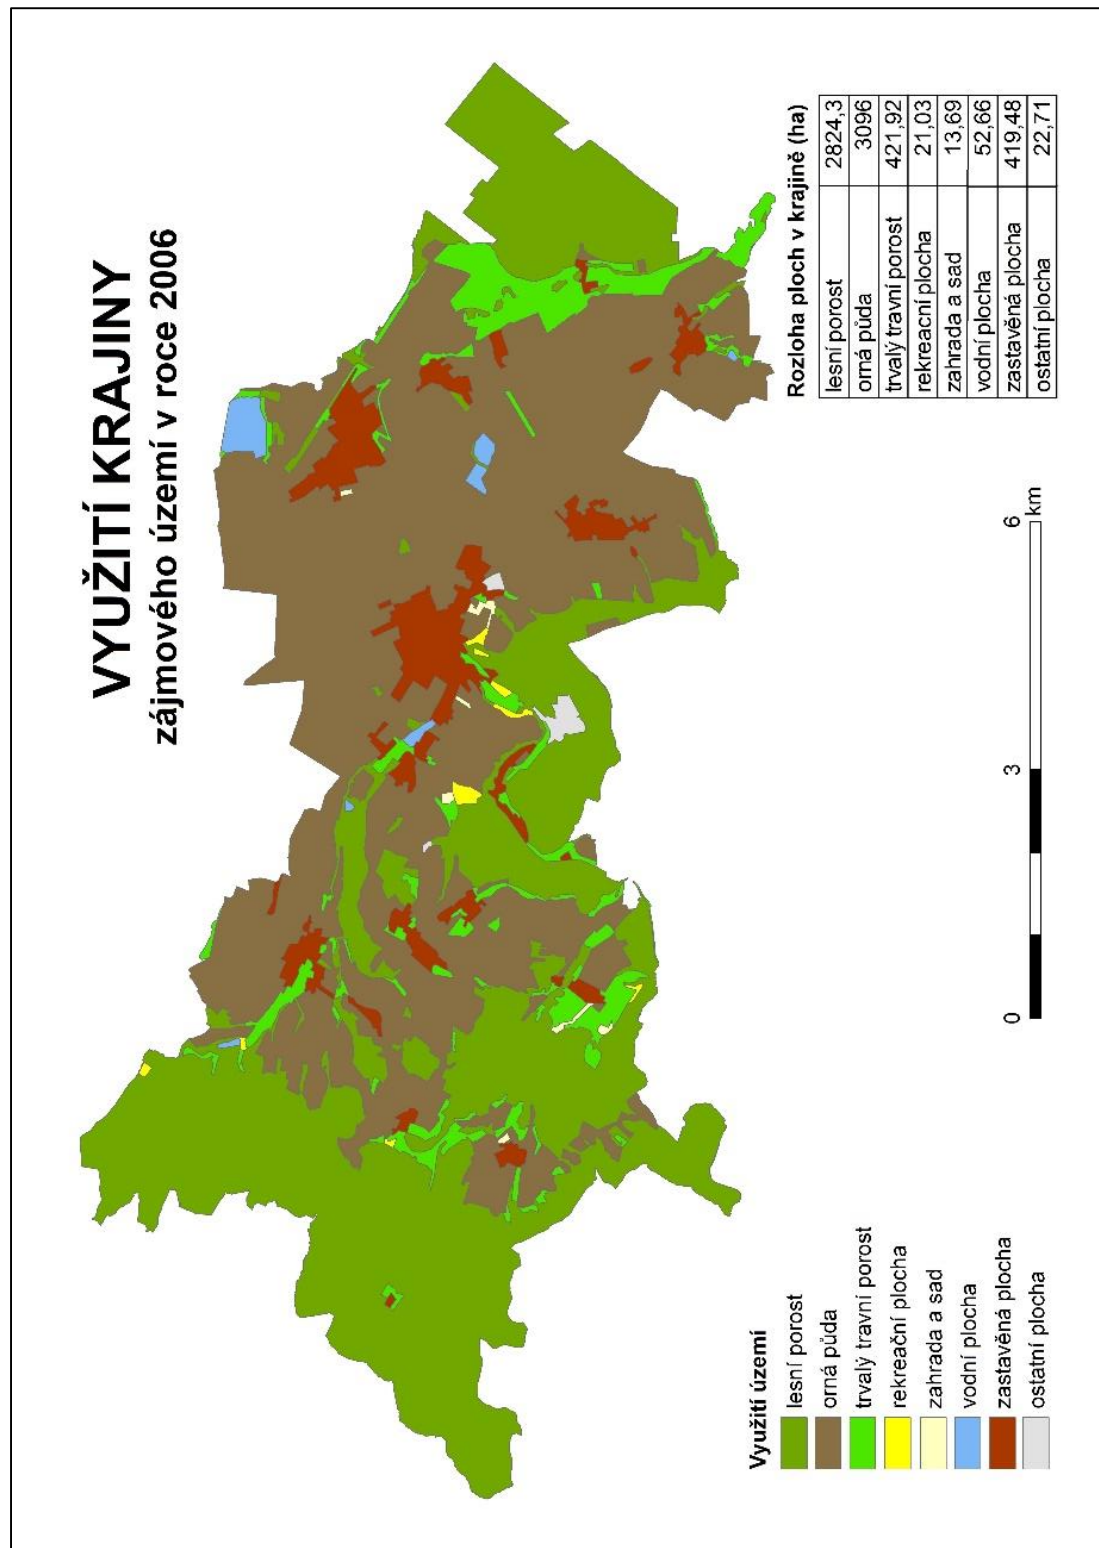 VYUŽITÍ KRAJINY
zájmového území v roce 2006
Využití území
lesní porost
orná půda
trvalý travní porost
rekreační plocha
zahrada a sad
vodní plocha
zastavěná plocha
ostatní plocha
0 3 6
km
Rozloha ploch v krajině (ha)
lesní porost 2824,3
orná půda 3096
trvalý travní porost 421,92
rekreační plocha 21,03
zahrada a sad 13,69
vodní plocha 52,66
zastavěná plocha 419,48
ostatní plocha 22,71